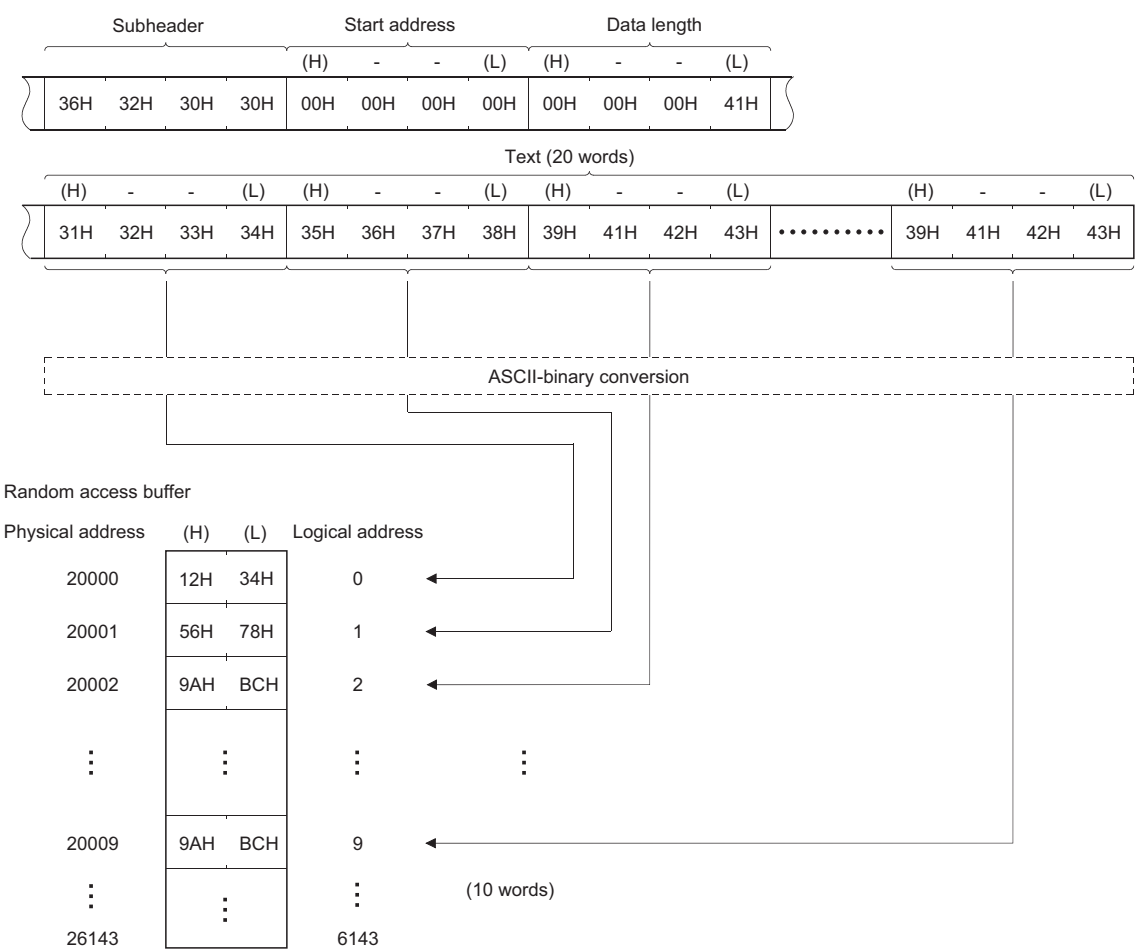 Subheader Start address Data length
(H) - - (L) (H) - - (L)
36H 32H 30H 30H 00H 00H 00H 00H 00H 00H 00H 41H
Text (20 words)
(H) - - (L) (H) - - (L) (H) - - (L) (H) - - (L)
31H 32H 33H 34H 35H 36H 37H 38H 39H 41H 42H 43H •••••••••• 39H 41H 42H 43H
ASCII-binary conversion
Random access buffer
Physical address (H) (L) Logical address
20000 12H 34H 0
20001 56H 78H 1
20002 9AH BCH 2
20009 9AH BCH 9
(10 words)
26143 6143